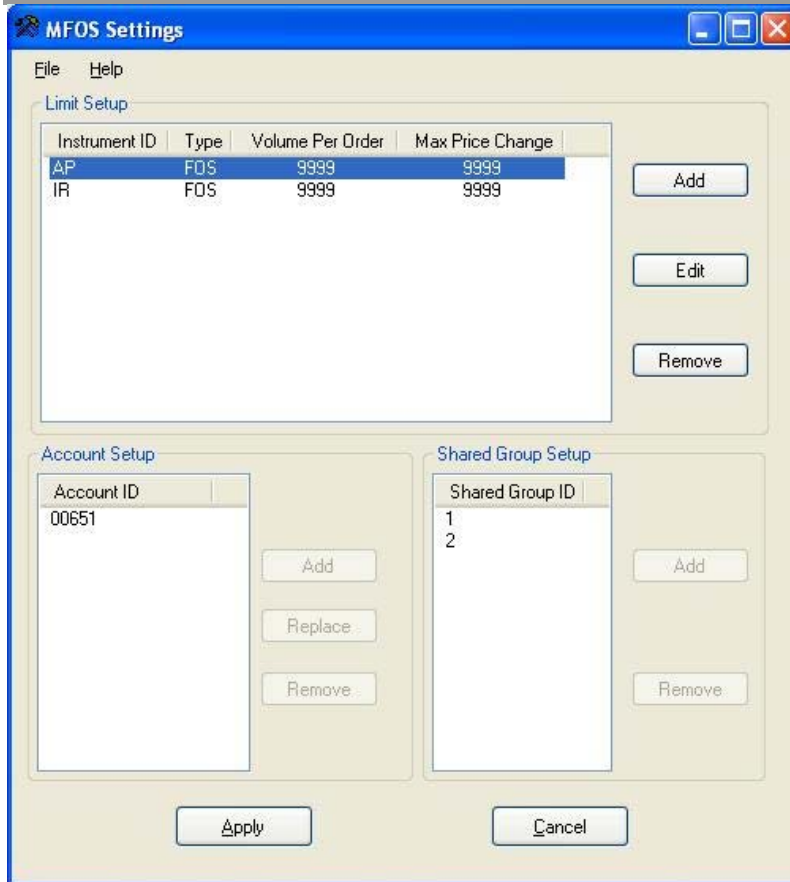 MFOS Settings
File Help
Limit Setup
Instrument ID Type Volume Per Order Max Price Change
AP FOS 9999 9999
IR FOS 9999 9999
Add
Edit
Remove
Account Setup
Account ID
00651
Add
Replace
Remove
Shared Group Setup
Shared Group ID
1
2
Add
Remove
Apply Cancel